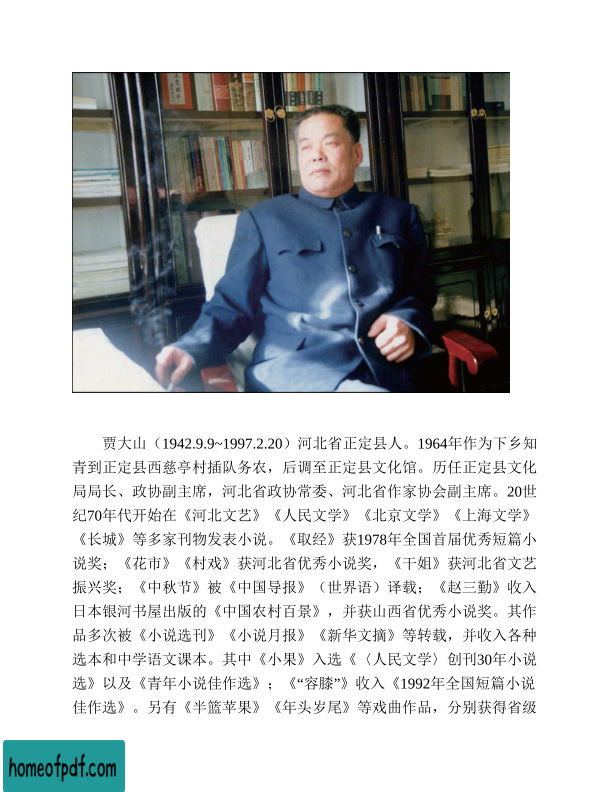 贾大山（1942.9.9~1997.2.20）河北省正定县人。1964年作为下乡知
青到正定县西慈亭村插队务农，后调至正定县文化馆。历任正定县文化
局局长、政协副主席，河北省政协常委、河北省作家协会副主席。20世
纪70年代开始在《河北文艺》《人民文学》《北京文学》《上海文学》
《长城》等多家刊物发表小说。《取经》获1978年全国首届优秀短篇小
说奖；《花市》《村戏》获河北省优秀小说奖，《干姐》获河北省文艺
振兴奖；《中秋节》被《中国导报》（世界语）译载；《赵三勤》收入
日本银河书屋出版的《中国农村百景》，并获山西省优秀小说奖。其作
品多次被《小说选刊》《小说月报》《新华文摘》等转载，并收入各种
选本和中学语文课本。其中《小果》入选《〈人民文学〉创刊30年小说
选》以及《青年小说佳作选》；《“容膝”》收入《1992年全国短篇小说
佳作选》。另有《半篮苹果》《年头岁尾》等戏曲作品，分别获得省级
homeofpdf.com